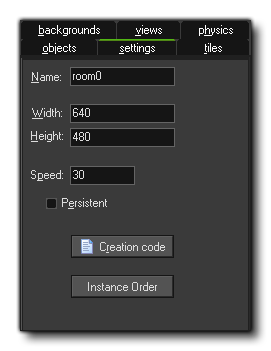 backgrounds views physics
objects settings tiles
Name: room0
Width: 640
Height: 480
Speed: 30
Persistent
Creation code
Instance Order